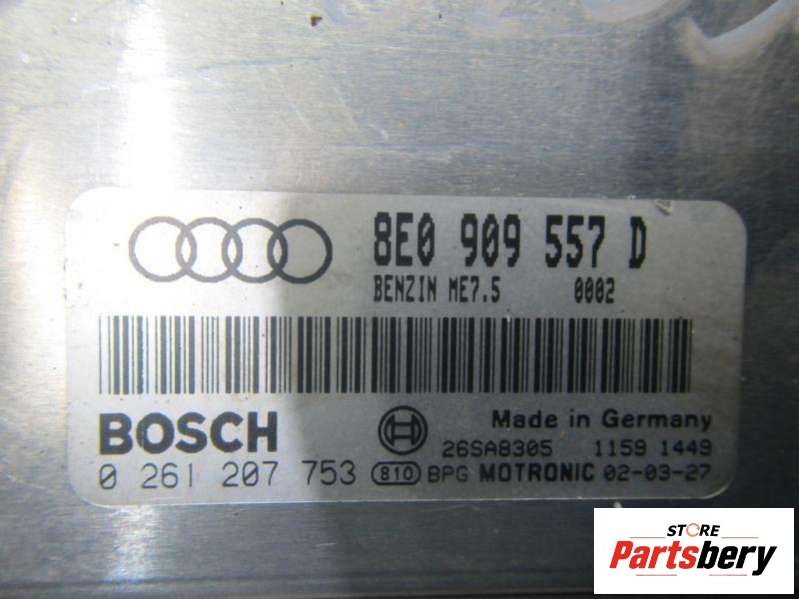 8E0 909 557 D
BENZIN ME7.5 0002
BOSCH Made in Germany
26SA8305 1159 1449
0 261 207 753 810 BPG MOTRONIC 02-03-27
STORE
Partsbery